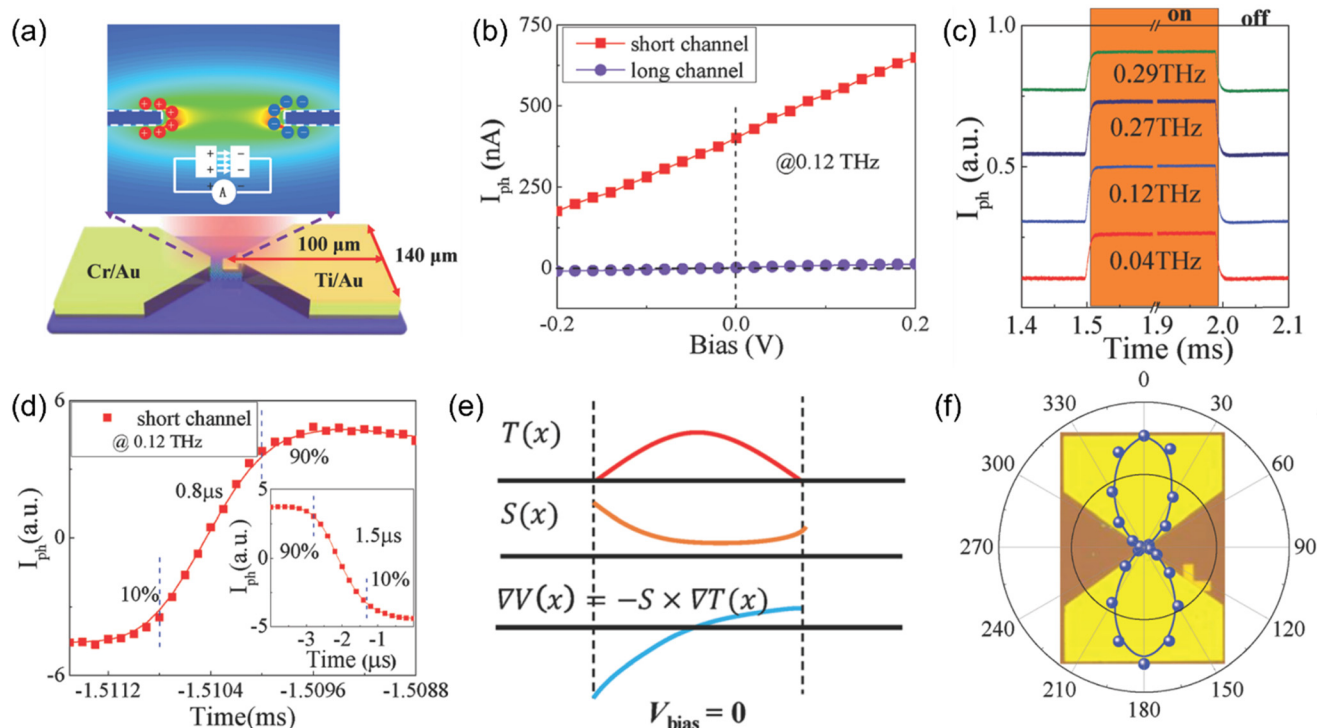 (a)
+ + + + + +
− − − − − −
+ −
+ −
+ −
A
100 μm
140 μm
Cr/Au
Ti/Au
(b)
I_ph (nA)
750
500
250
0
short channel
long channel
@0.12 THz
-0.2
0.0
0.2
Bias (V)
(c)
I_ph (a.u.)
1.0
0.5
0.0
on
off
0.29THz
0.27THz
0.12THz
0.04THz
1.4 1.5 1.9 2.0 2.1
Time (ms)
(d)
I_ph(a.u.)
6
0
-6
short channel
@ 0.12 THz
90%
0.8μs
10%
I_ph(a.u.)
5
0
-5
1.5μs
90%
10%
-3 -2 -1 0
Time (μs)
-1.5112 -1.5104 -1.5096 -1.5088
Time(ms)
(e)
T(x)
S(x)
∇V(x) = −S × ∇T(x)
V_bias = 0
(f)
0
330
30
300
60
270
90
240
120
210
150
180